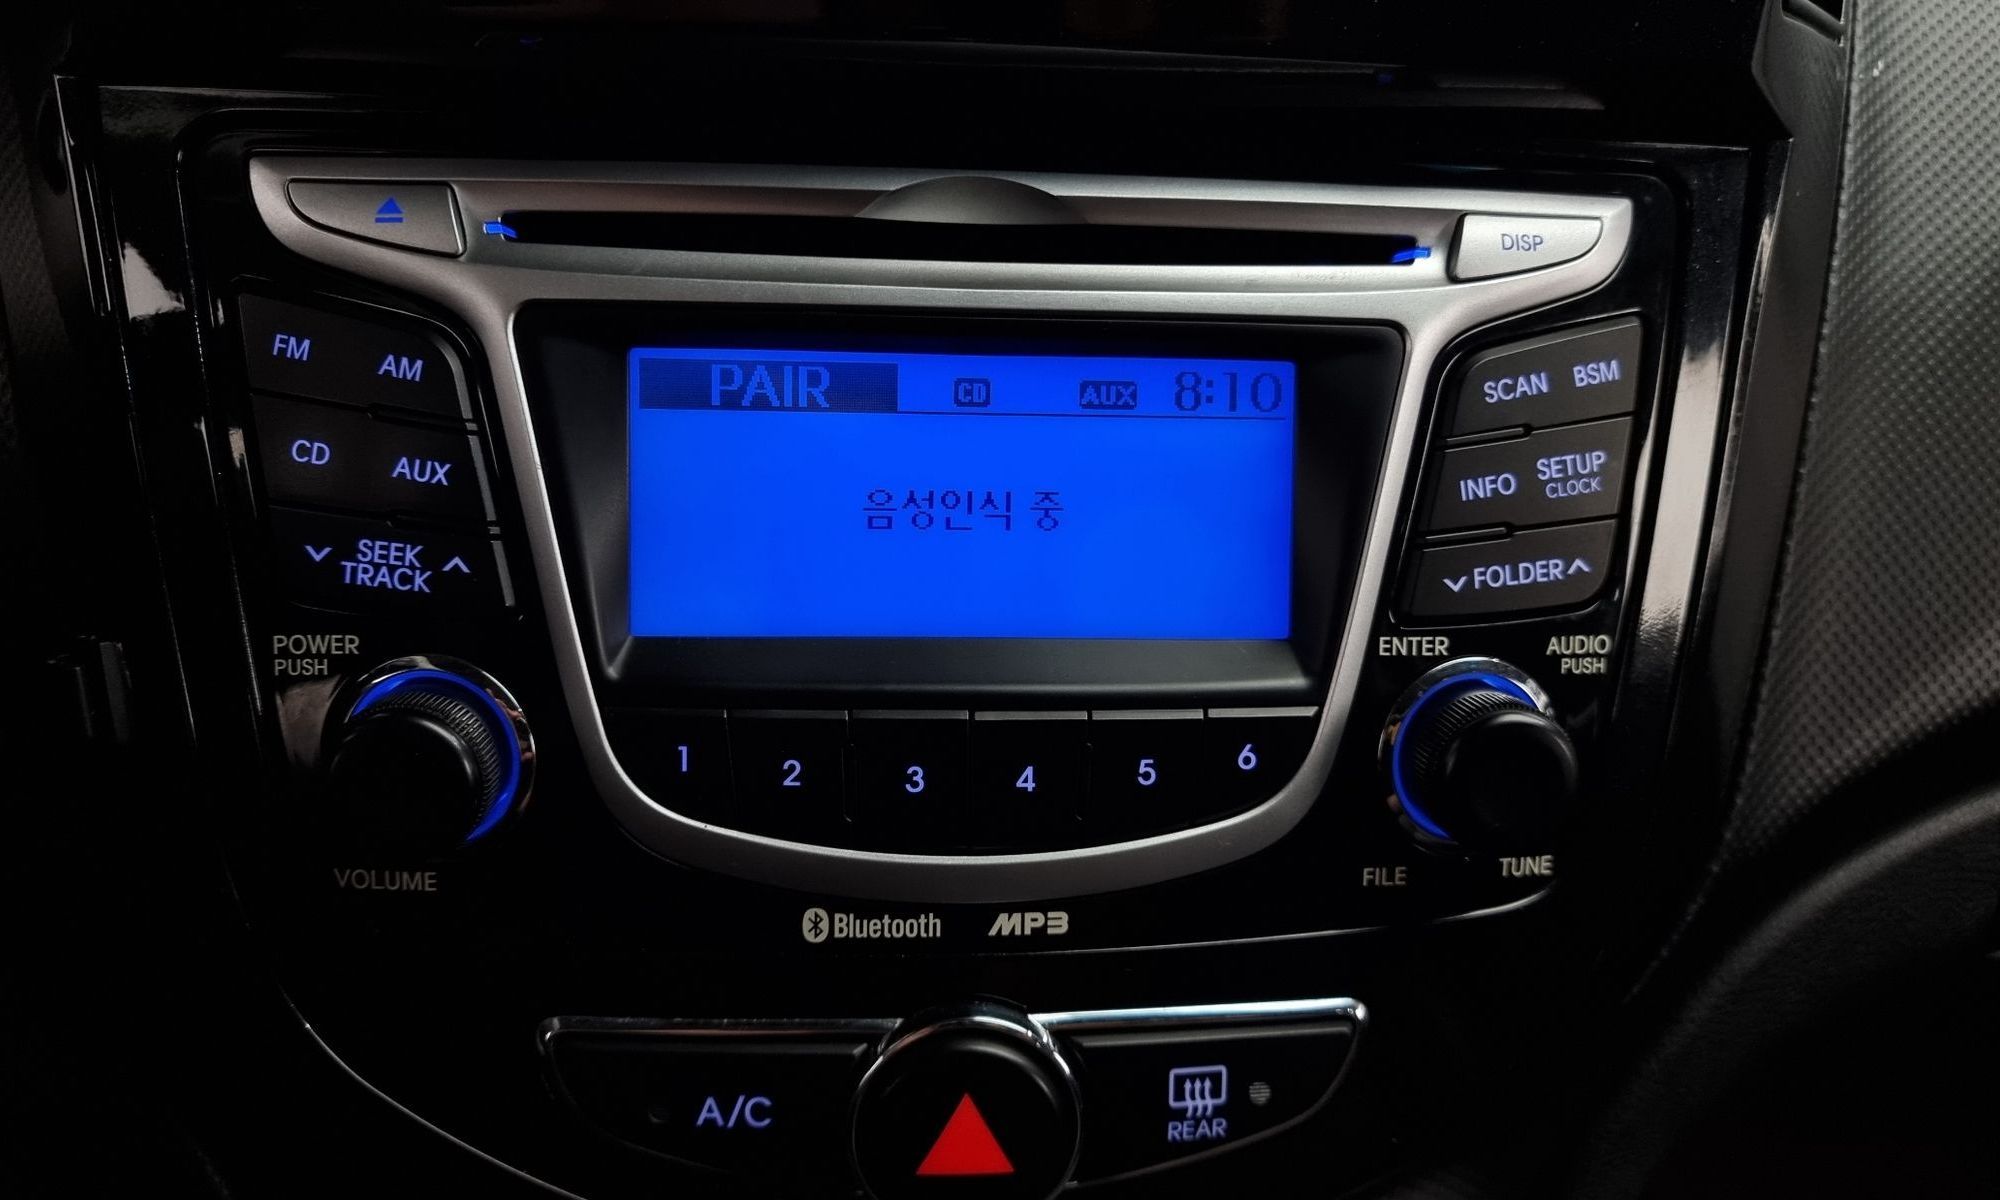 DISP
FM AM
CD AUX
SEEK
TRACK
POWER
PUSH
VOLUME
PAIR CD AUX 8:10
음성인식 중
SCAN BSM
INFO SETUP
CLOCK
FOLDER
ENTER AUDIO
PUSH
FILE TUNE
1 2 3 4 5 6
Bluetooth MP3
A/C
REAR